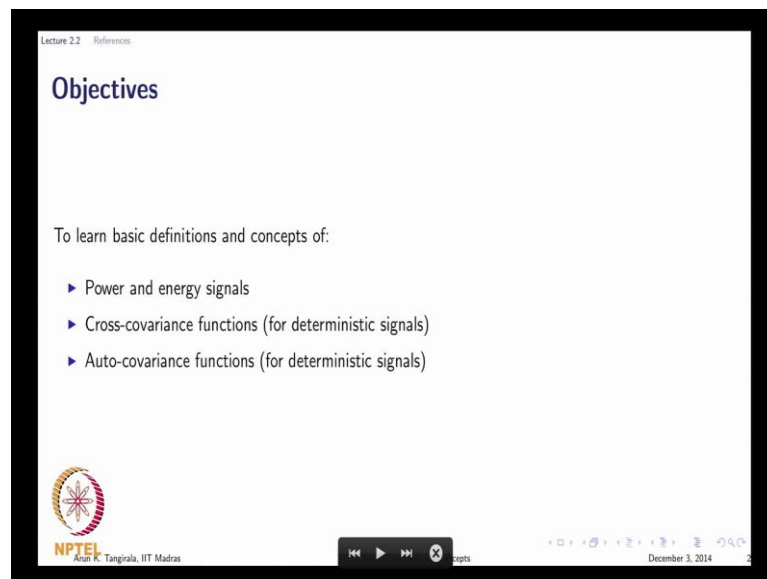 Lecture 2.2 References
Objectives
To learn basic definitions and concepts of:
▶ Power and energy signals
▶ Cross-covariance functions (for deterministic signals)
▶ Auto-covariance functions (for deterministic signals)
NPTEL
Arun K. Tangirala, IIT Madras cepts December 3, 2014 2